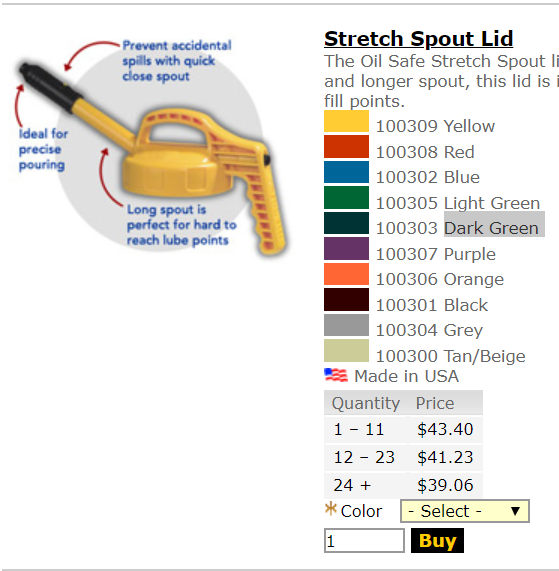 Prevent accidental
spills with quick
close spout
Ideal for
precise
pouring
Long spout is
perfect for hard to
reach lube points
Stretch Spout Lid
The Oil Safe Stretch Spout
and longer spout, this lid is
fill points.
100309 Yellow
100308 Red
100302 Blue
100305 Light Green
100303 Dark Green
100307 Purple
100306 Orange
100301 Black
100304 Grey
100300 Tan/Beige
Made in USA
Quantity Price
1 – 11 $43.40
12 – 23 $41.23
24 + $39.06
* Color - Select - ▼
1 Buy